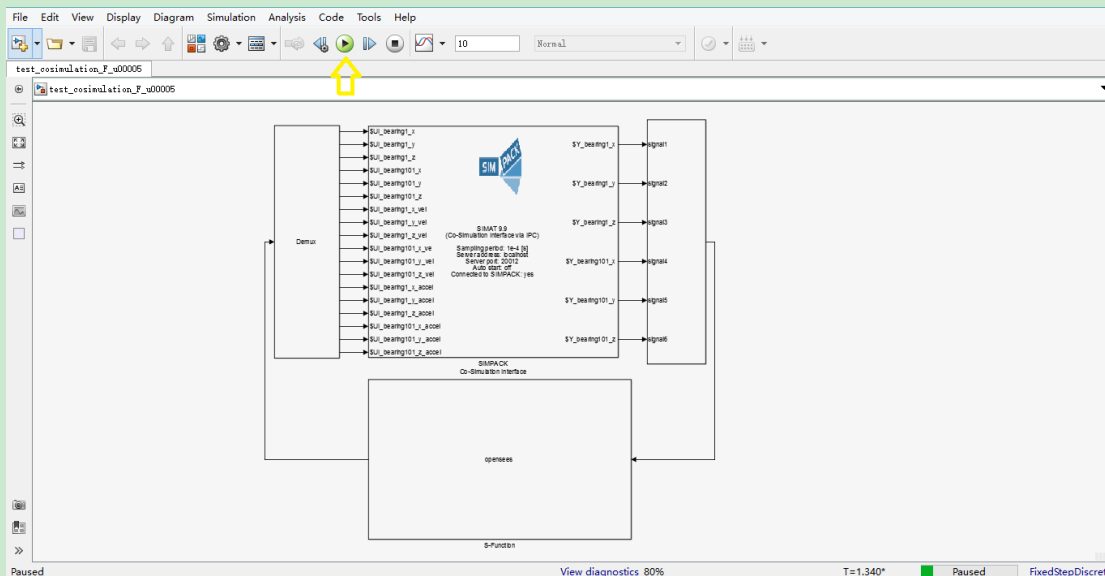 File Edit View Display Diagram Simulation Analysis Code Tools Help
10 Normal
test_cosimulation_F_u00005
test_cosimulation_F_u00005
Demux
$UI_bearing1_x
$UI_bearing1_y
$UI_bearing1_z
$UI_bearing101_x
$UI_bearing101_y
$UI_bearing101_z
$UI_bearing1_x_vel
$UI_bearing1_y_vel
$UI_bearing1_z_vel
$UI_bearing101_x_ve
$UI_bearing101_y_vel
$UI_bearing101_z_vel
$UI_bearing1_x_accel
$UI_bearing1_y_accel
$UI_bearing1_z_accel
$UI_bearing101_x_accel
$UI_bearing101_y_accel
$UI_bearing101_z_accel
SIMPACK
SIMAT 9.9
(Co-Simulation Interface via IPC)
Sampling period: 1e-4 [s]
Server address: localhost
Server port: 20012
Auto start: off
Connected to SIMPACK: yes
$Y_bearing1_x
$Y_bearing1_y
$Y_bearing1_z
$Y_bearing101_x
$Y_bearing101_y
$Y_bearing101_z
signal1
signal2
signal3
signal4
signal5
signal6
SIMPACK
Co-Simulation Interface
opensees
S-Function
Paused View diagnostics 80% T=1.340* Paused FixedStepDiscret